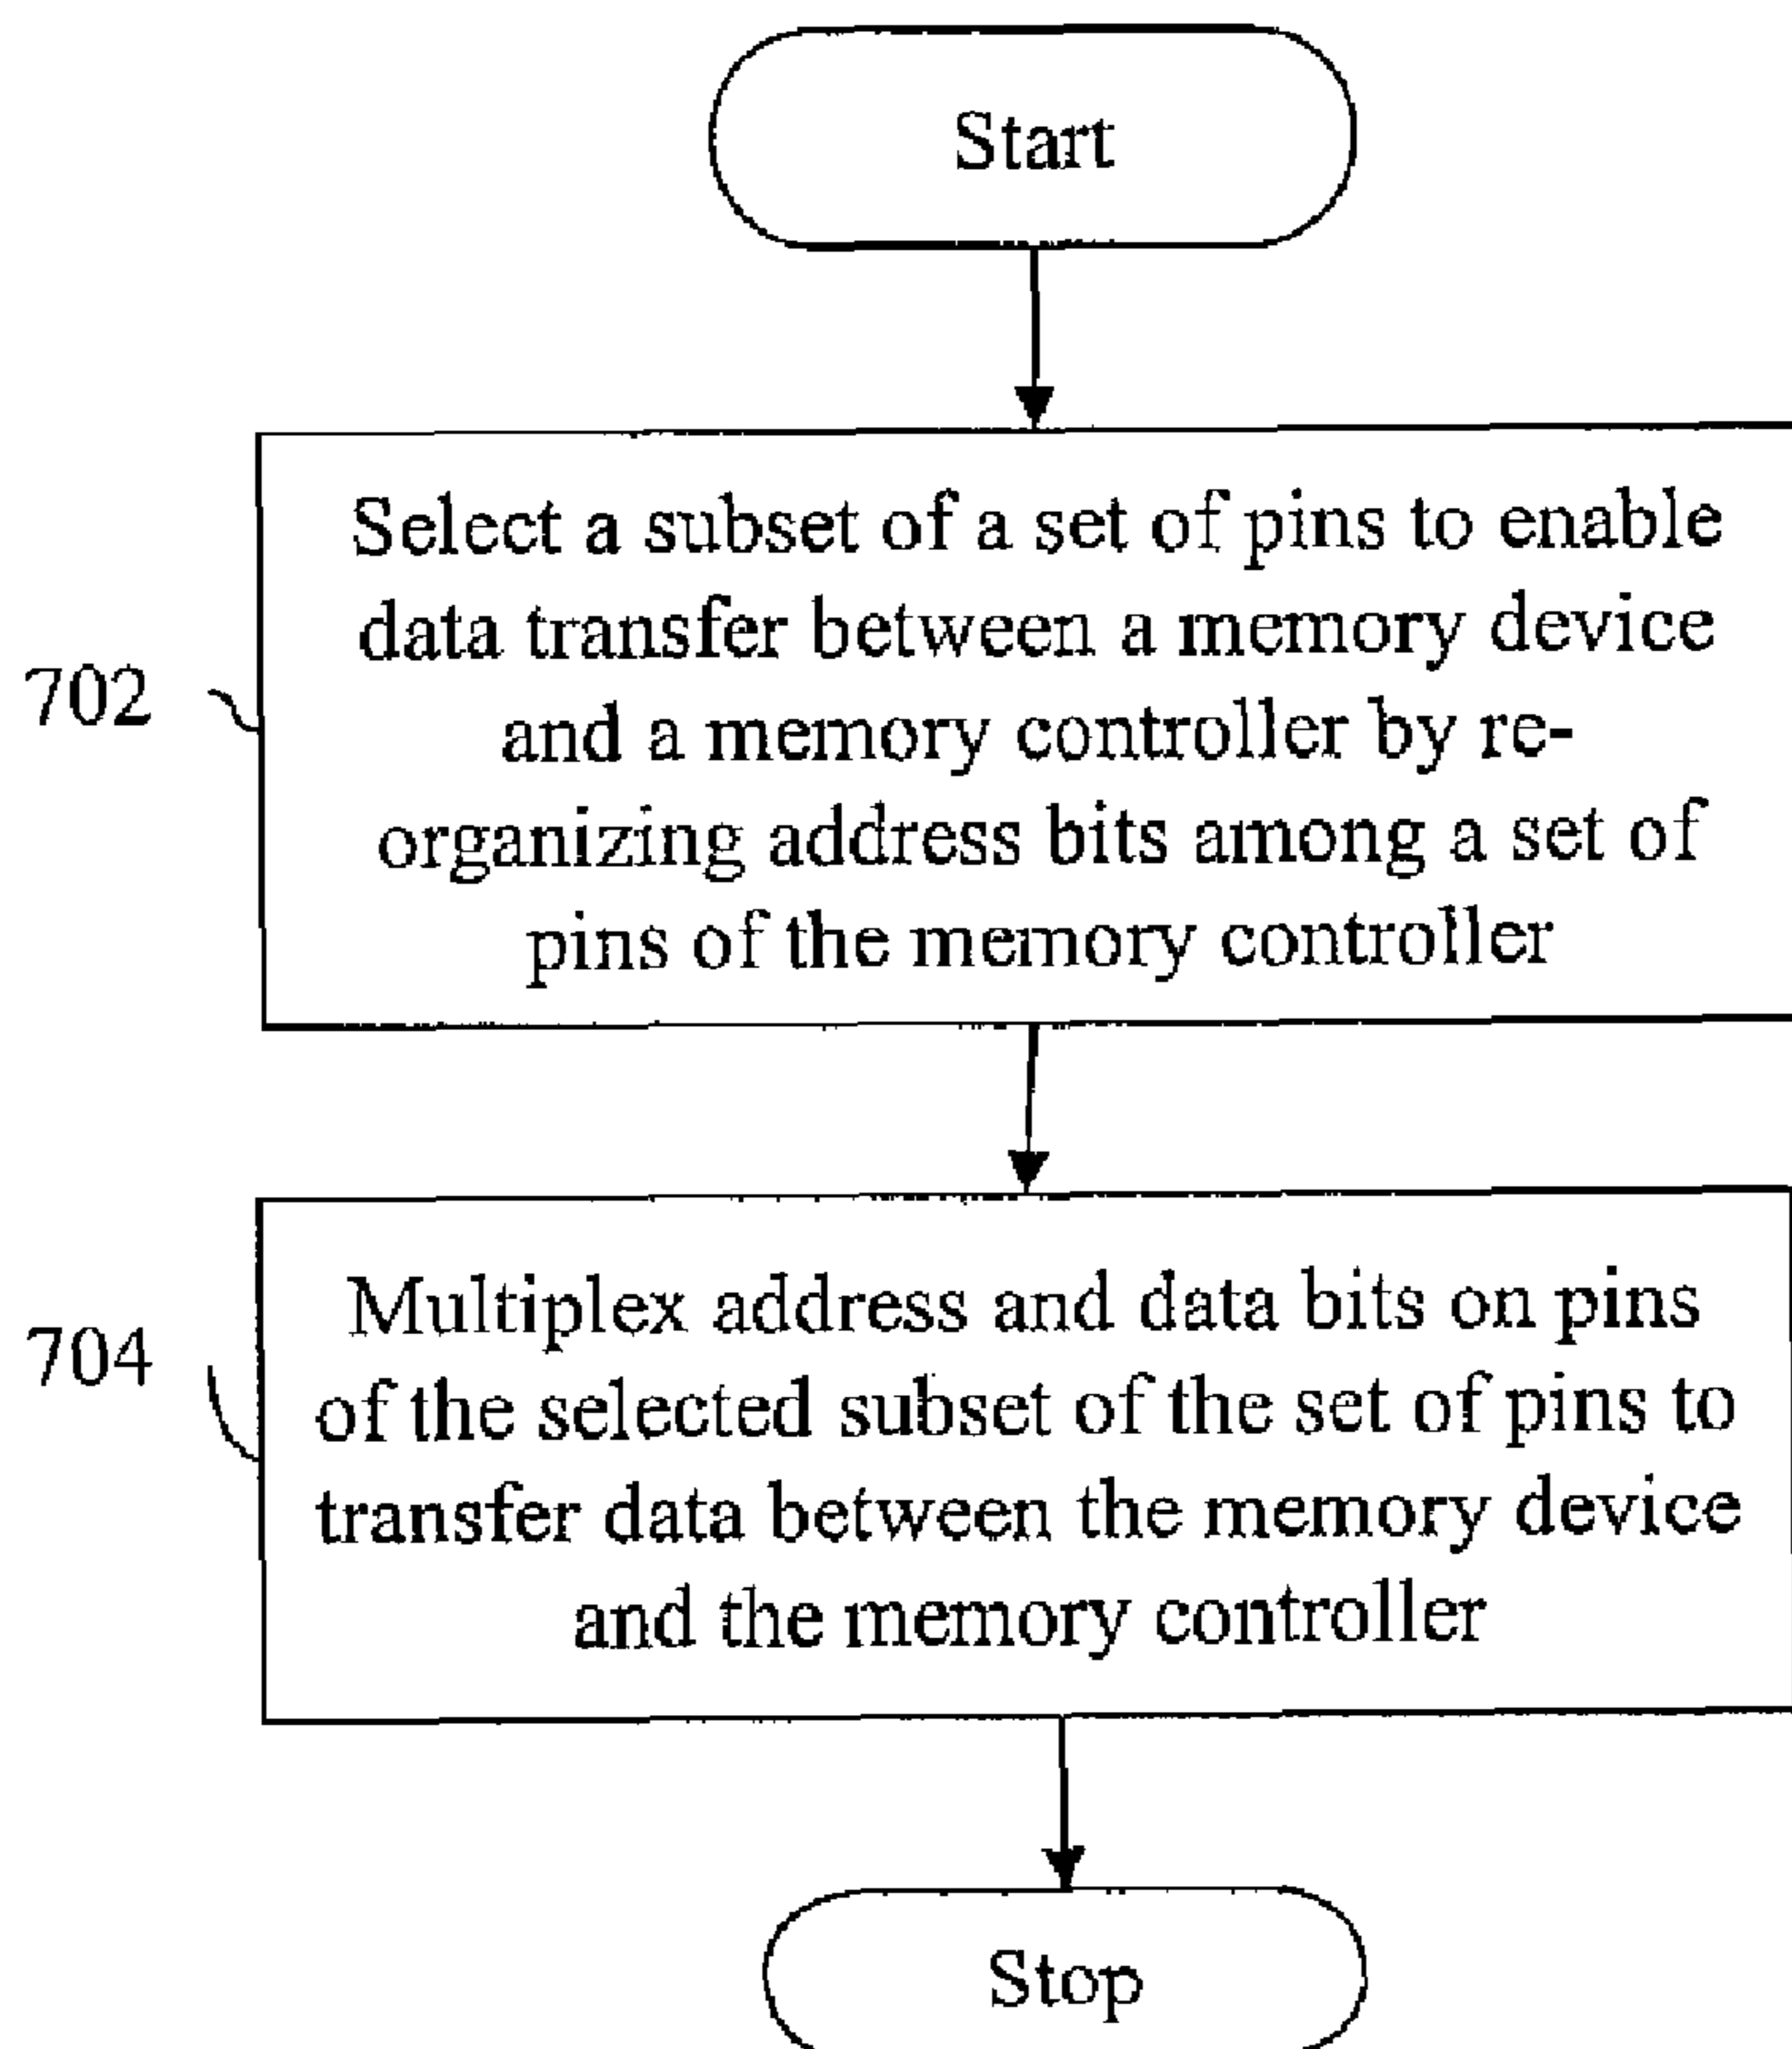 Start
Select a subset of a set of pins to enable
data transfer between a memory device
and a memory controller by re-
organizing address bits among a set of
pins of the memory controller
702
Multiplex address and data bits on pins
of the selected subset of the set of pins to
transfer data between the memory device
and the memory controller
704
Stop